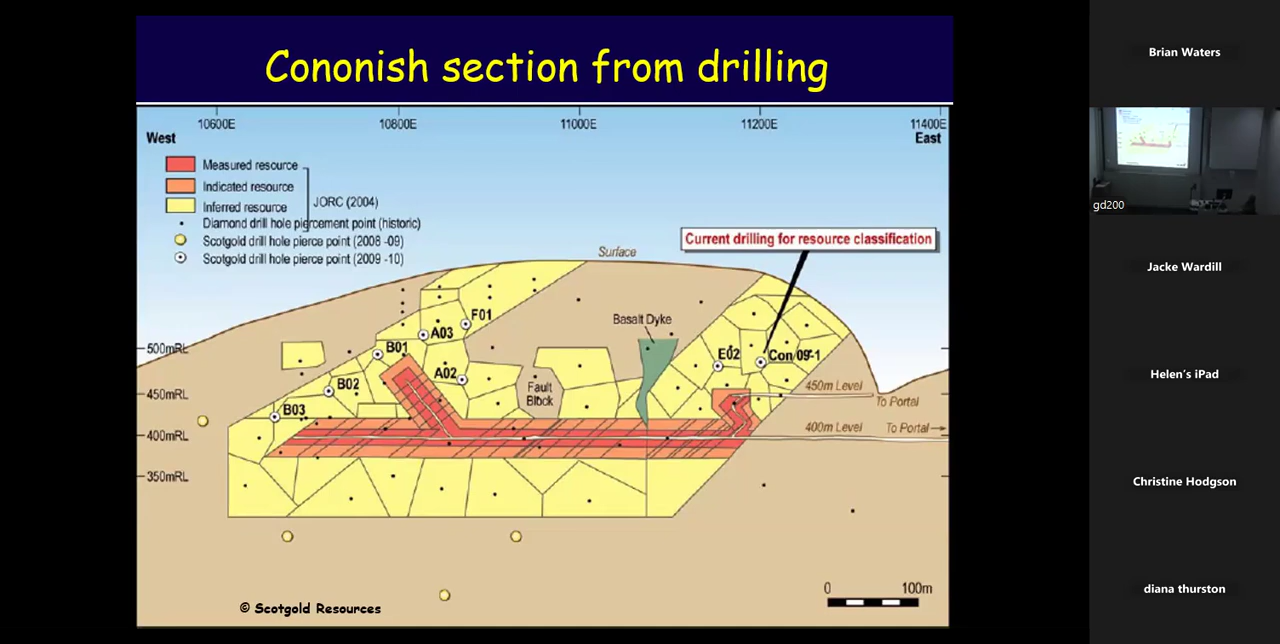 Cononish section from drilling
10600E
10800E
11000E
11200E
11400E
West
East
Measured resource
Indicated resource
Inferred resource
JORC (2004)
Diamond drill hole piercement point (historic)
Scotgold drill hole pierce point (2008 -09)
Scotgold drill hole pierce point (2009 -10)
Current drilling for resource classification
Surface
Basalt Dyke
F01
A03
B01
A02
B02
B03
E02
Con 09-1
Fault
Block
500mRL
450mRL
400mRL
350mRL
450m Level
To Portal
400m Level
To Portal
0
100m
© Scotgold Resources
Brian Waters
gd200
Jacke Wardill
Helen's iPad
Christine Hodgson
diana thurston